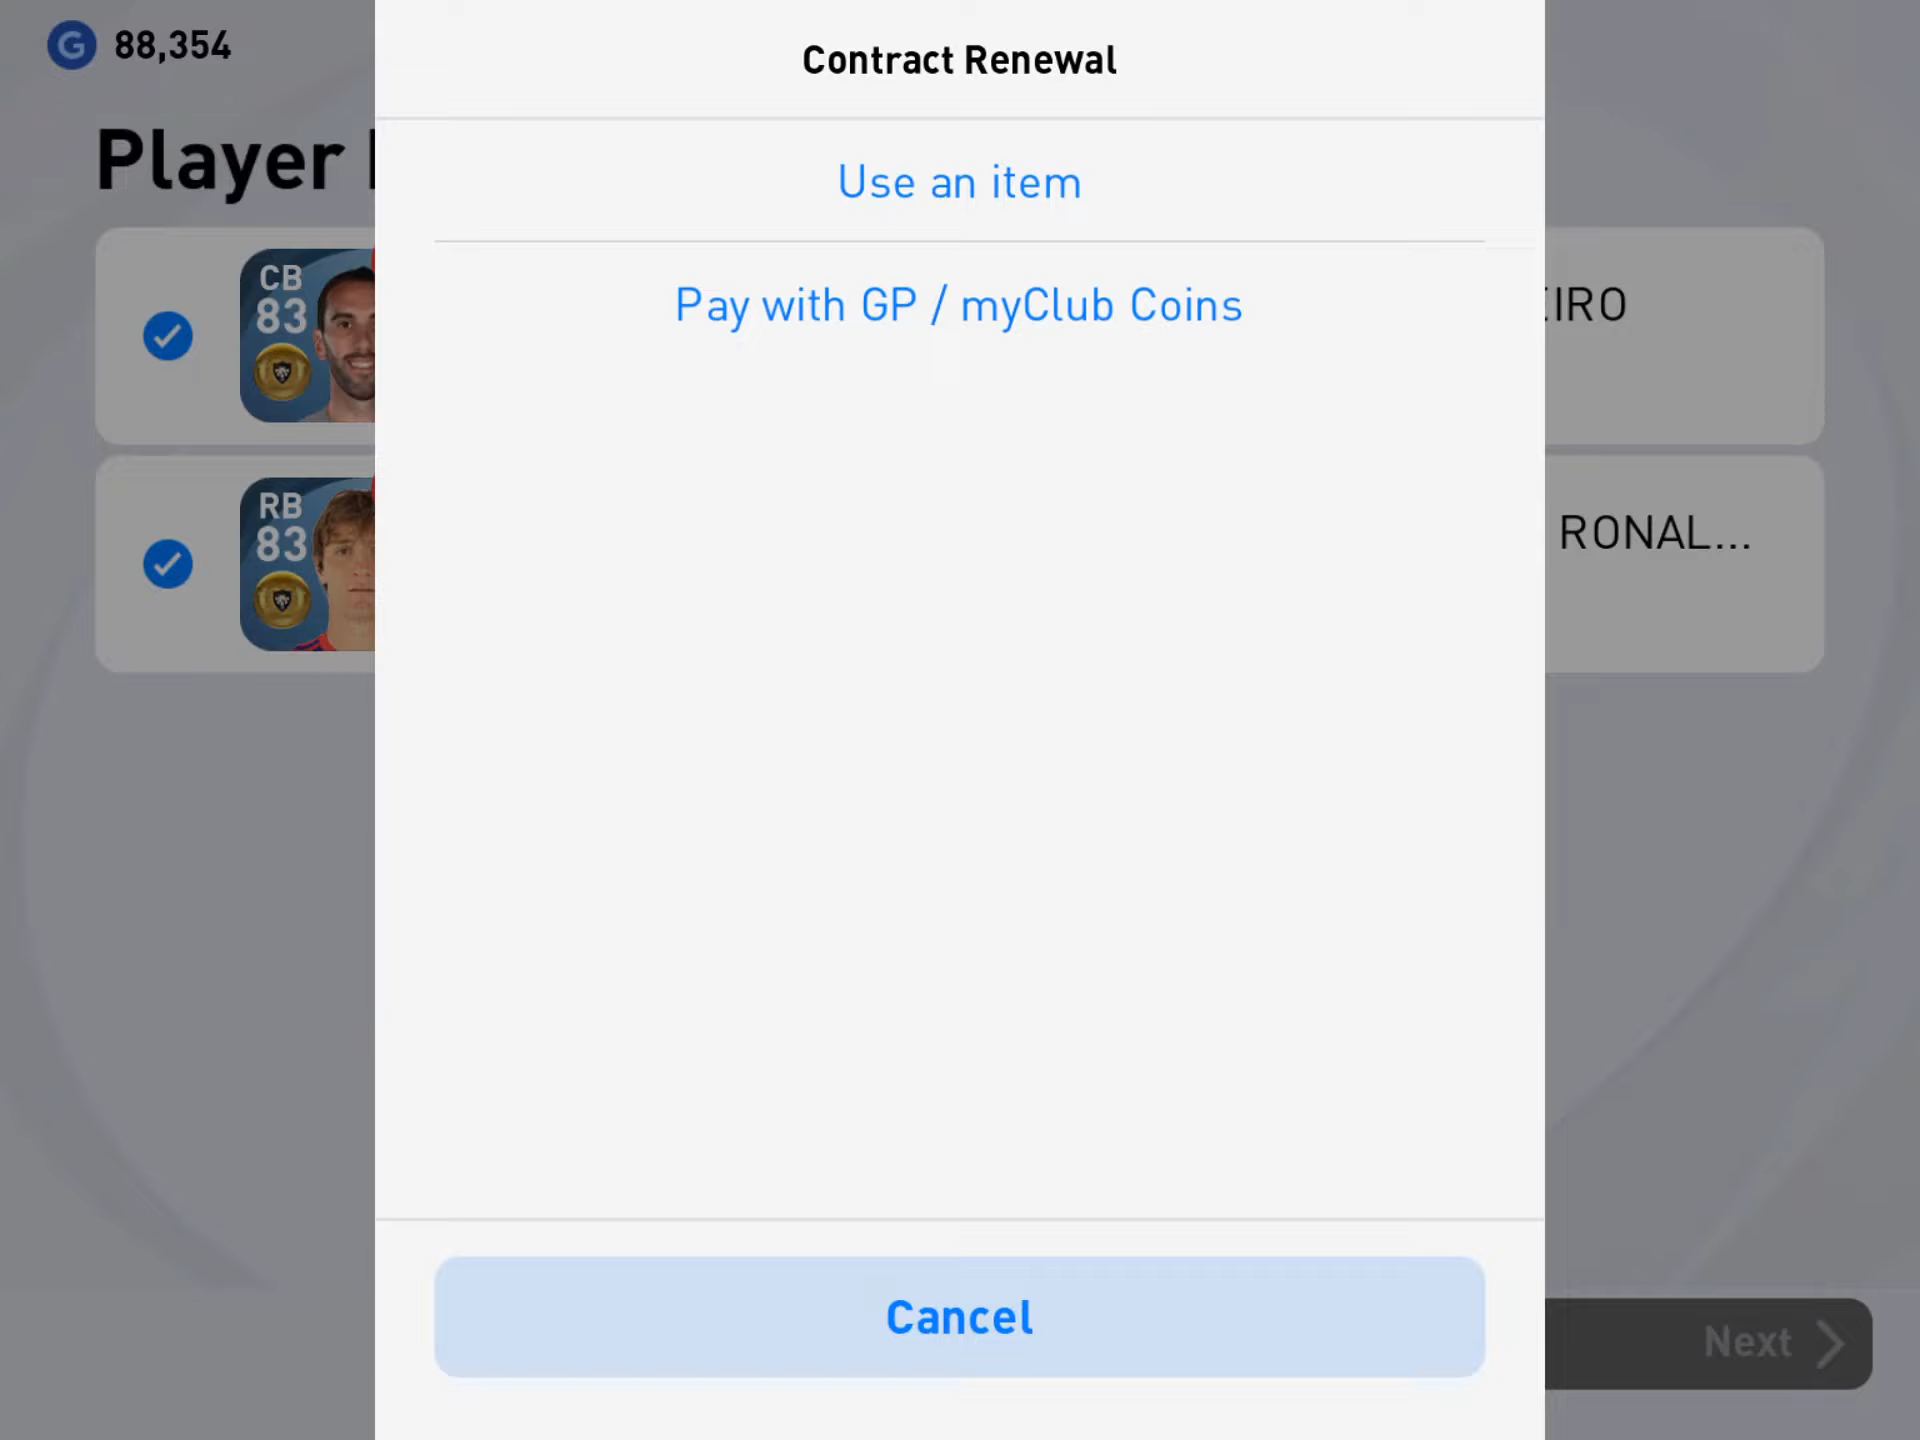 G 88,354
Contract Renewal
Player
Use an item
Pay with GP / myClub Coins
CB
83
IRO
RB
83
RONAL...
Cancel
Next